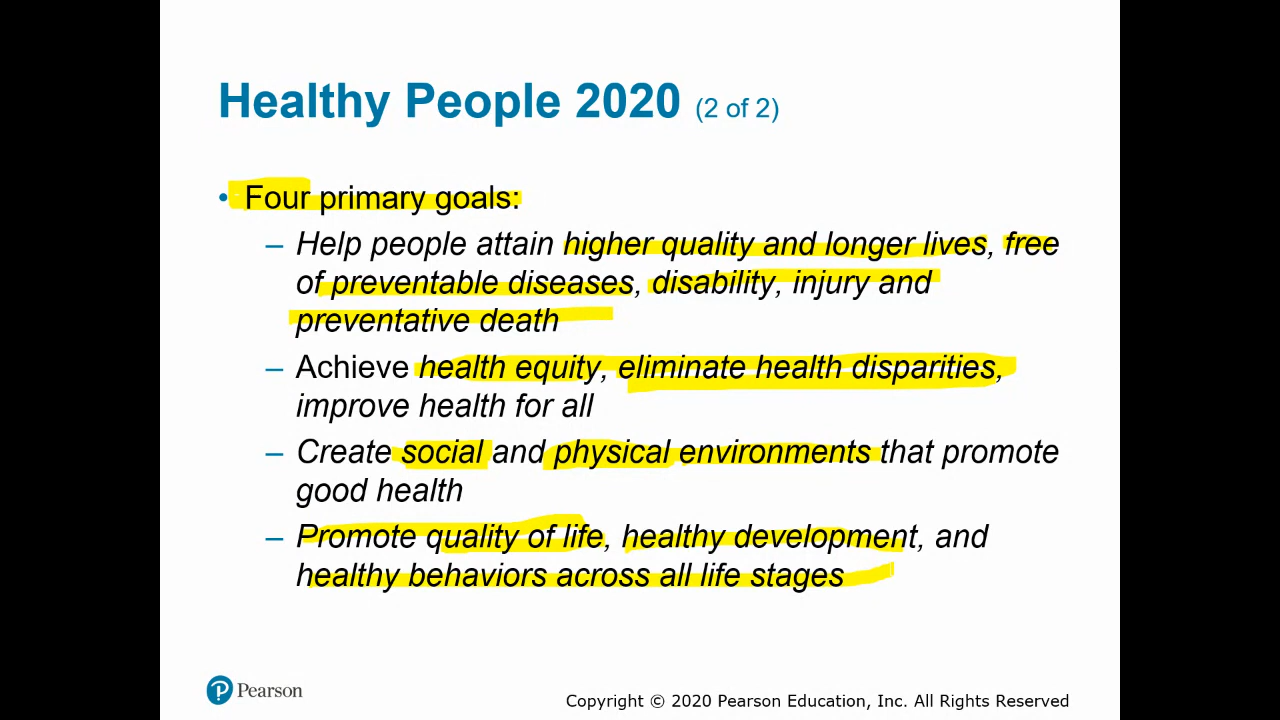 Healthy People 2020 (2 of 2)
• Four primary goals:
– Help people attain higher quality and longer lives, free
of preventable diseases, disability, injury and
preventative death
– Achieve health equity, eliminate health disparities,
improve health for all
– Create social and physical environments that promote
good health
– Promote quality of life, healthy development, and
healthy behaviors across all life stages
P Pearson
Copyright © 2020 Pearson Education, Inc. All Rights Reserved